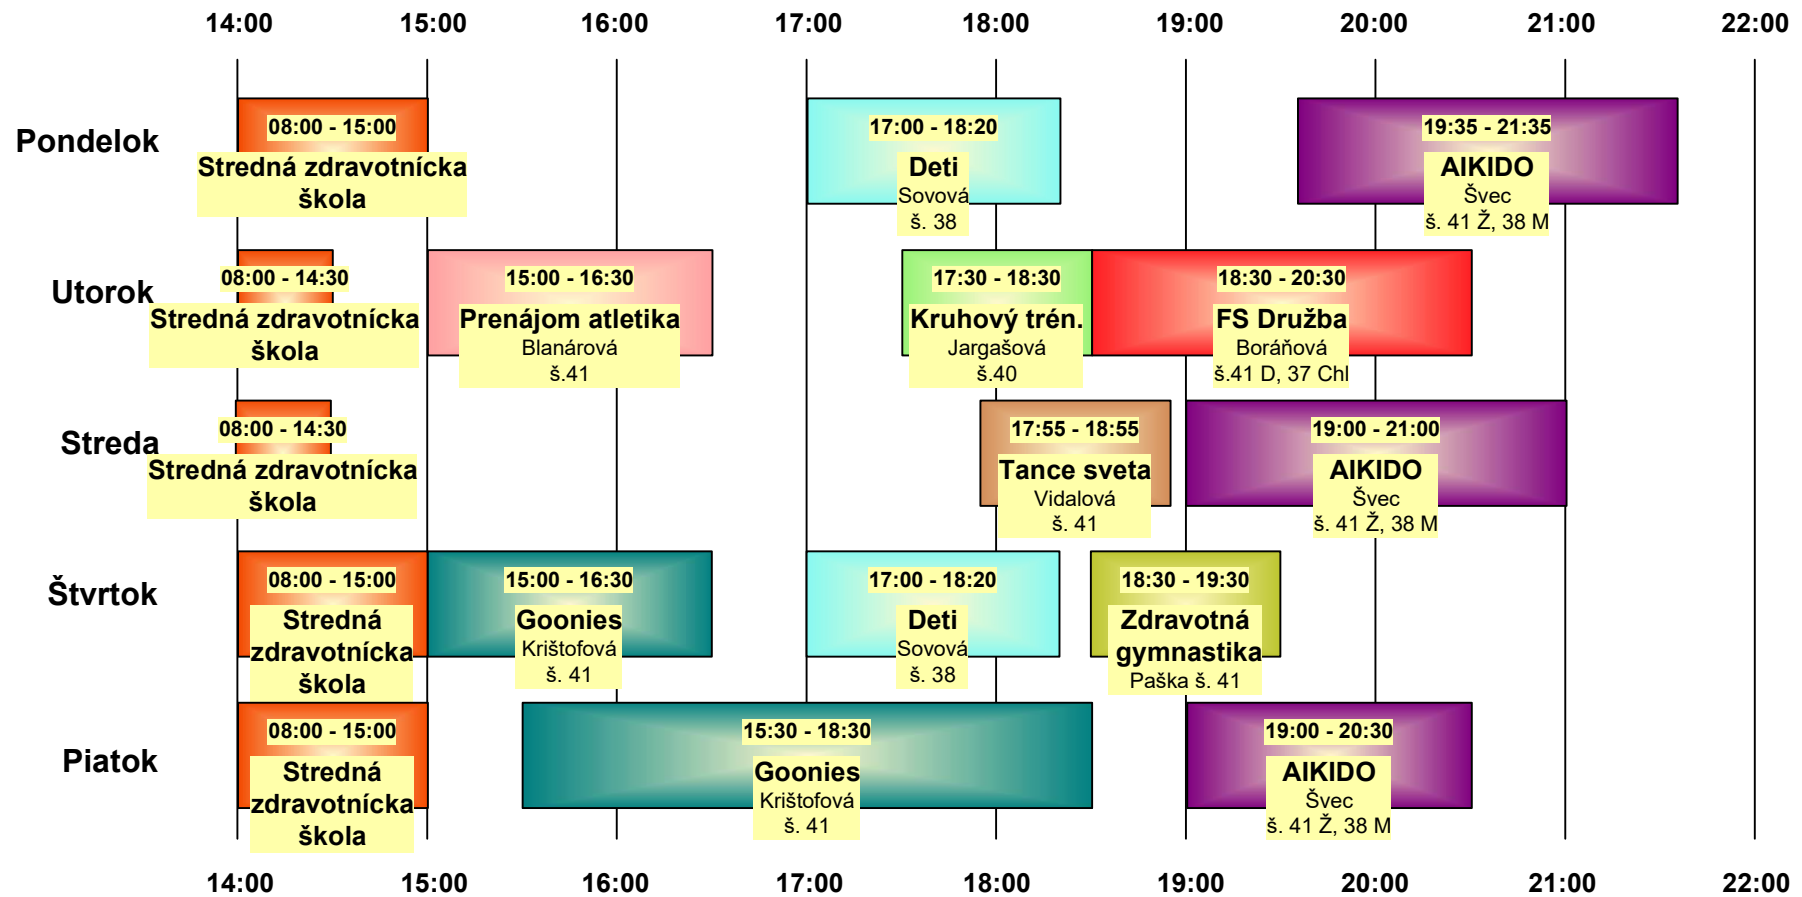 14:00 15:00 16:00 17:00 18:00 19:00 20:00 21:00 22:00
Pondelok
08:00 - 15:00
Stredná zdravotnícka
škola
17:00 - 18:20
Deti
Sovová
š. 38
19:35 - 21:35
AIKIDO
Švec
š. 41 Ž, 38 M
Utorok
08:00 - 14:30
Stredná zdravotnícka
škola
15:00 - 16:30
Prenájom atletika
Blanárová
š.41
17:30 - 18:30
Kruhový trén.
Jargašová
š.40
18:30 - 20:30
FS Družba
Boráňová
š.41 D, 37 Chl
Streda
08:00 - 14:30
Stredná zdravotnícka
škola
17:55 - 18:55
Tance sveta
Vidalová
š. 41
19:00 - 21:00
AIKIDO
Švec
š. 41 Ž, 38 M
Štvrtok
08:00 - 15:00
Stredná
zdravotnícka
škola
15:00 - 16:30
Goonies
Krištofová
š. 41
17:00 - 18:20
Deti
Sovová
š. 38
18:30 - 19:30
Zdravotná
gymnastika
Paška š. 41
Piatok
08:00 - 15:00
Stredná
zdravotnícka
škola
15:30 - 18:30
Goonies
Krištofová
š. 41
19:00 - 20:30
AIKIDO
Švec
š. 41 Ž, 38 M
14:00 15:00 16:00 17:00 18:00 19:00 20:00 21:00 22:00